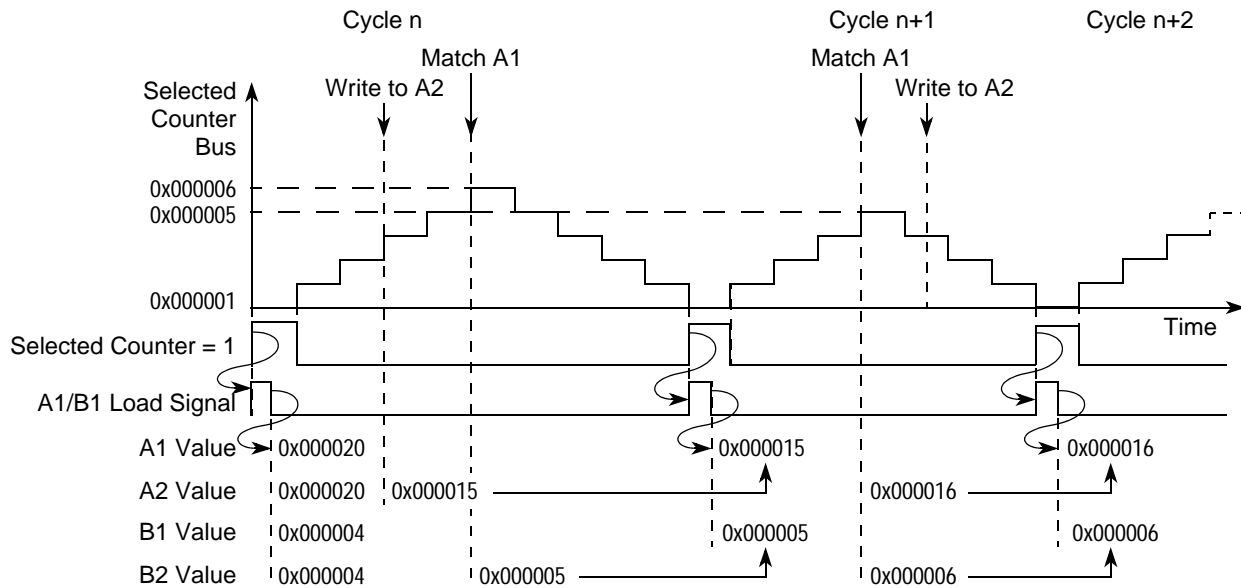 Cycle n Cycle n+1 Cycle n+2
Match A1 Match A1
Write to A2 Write to A2
Selected
Counter
Bus
0x000006
0x000005
0x000001
Time
Selected Counter = 1
A1/B1 Load Signal
A1 Value 0x000020 0x000015 0x000016
A2 Value 0x000020 0x000015 0x000016
B1 Value 0x000004 0x000005 0x000006
B2 Value 0x000004 0x000005 0x000006